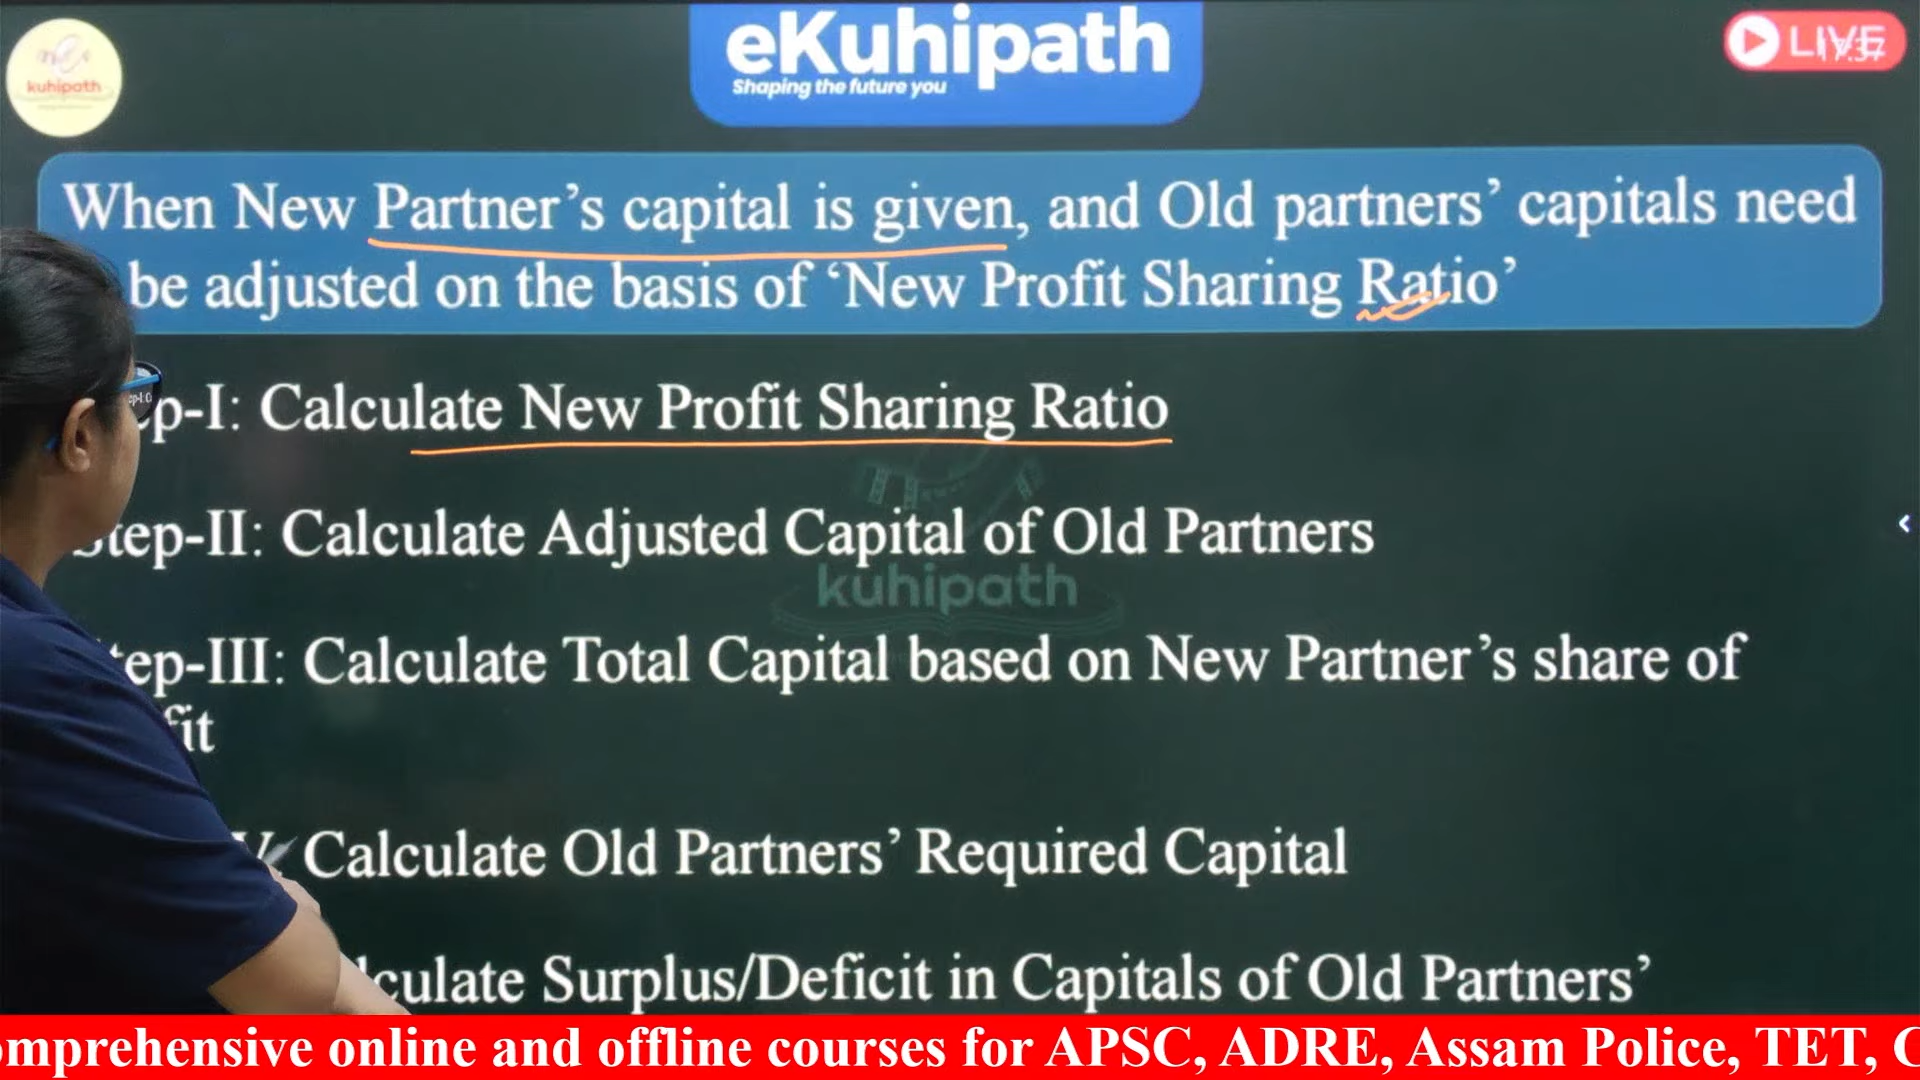 kuhipath
eKuhipath
Shaping the future you
LIVE
When New Partner’s capital is given, and Old partners’ capitals need
be adjusted on the basis of ‘New Profit Sharing Ratio’
ep-I: Calculate New Profit Sharing Ratio
Step-II: Calculate Adjusted Capital of Old Partners
kuhipath
tep-III: Calculate Total Capital based on New Partner’s share of
fit
V: Calculate Old Partners’ Required Capital
lculate Surplus/Deficit in Capitals of Old Partners’
omprehensive online and offline courses for APSC, ADRE, Assam Police, TET, C